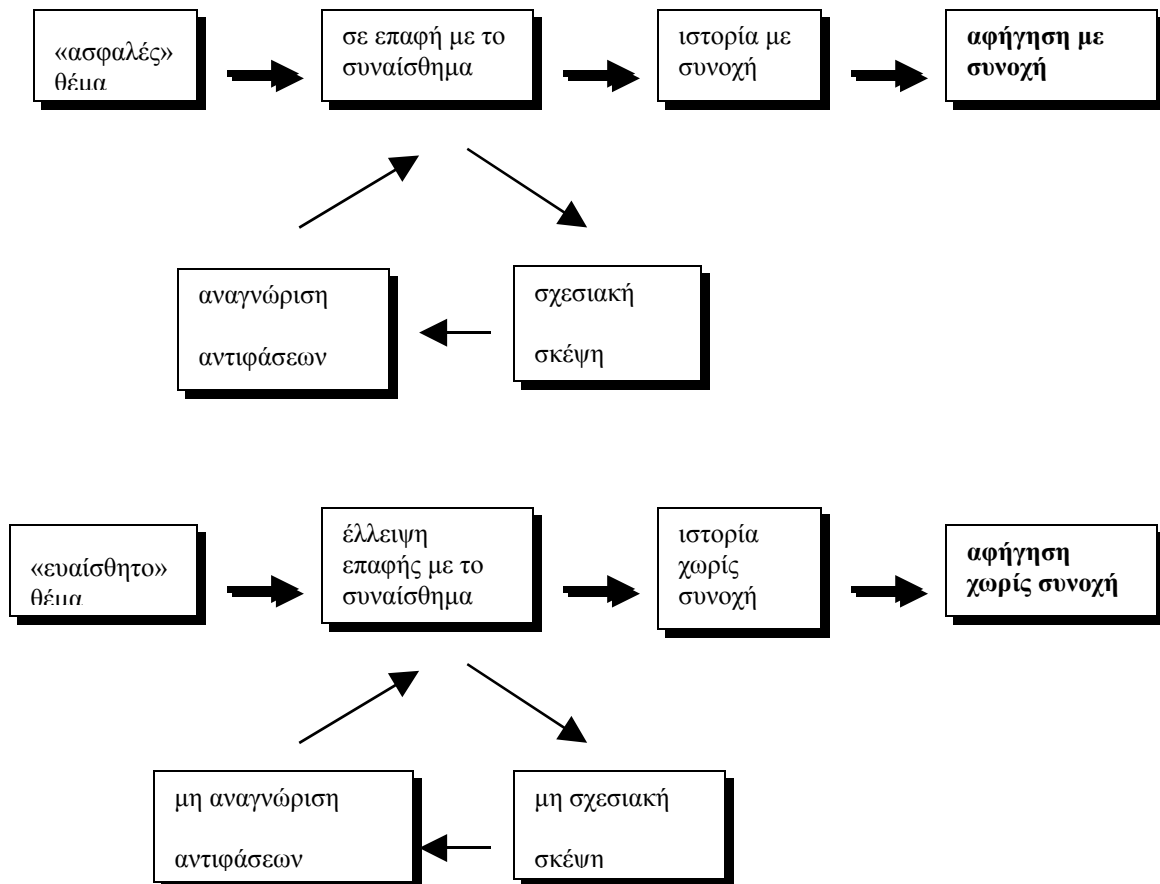 «ασφαλές»
θέμα
σε επαφή με το
συναίσθημα
ιστορία με
συνοχή
αφήγηση με
συνοχή
αναγνώριση
αντιφάσεων
σχεσιακή
σκέψη
«ευαίσθητο»
θέμα
έλλειψη
επαφής με το
συναίσθημα
ιστορία
χωρίς
συνοχή
αφήγηση
χωρίς συνοχή
μη αναγνώριση
αντιφάσεων
μη σχεσιακή
σκέψη